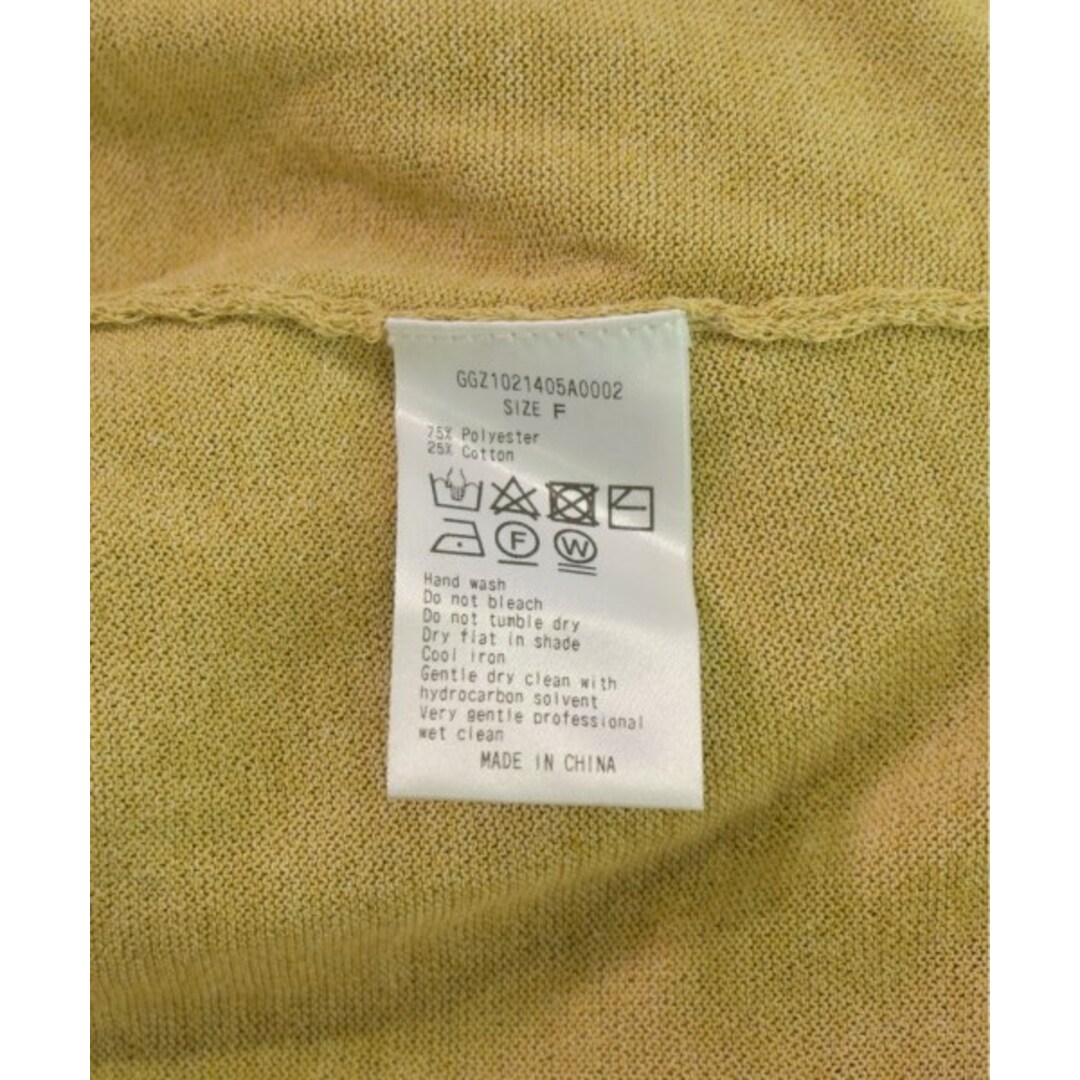 GGZ1021405A0002
SIZE F
75% Polyester
25% Cotton
F W
Hand wash
Do not bleach
Do not tumble dry
Dry flat in shade
Cool iron
Gentle dry clean with
hydrocarbon solvent
Very gentle professional
wet clean
MADE IN CHINA